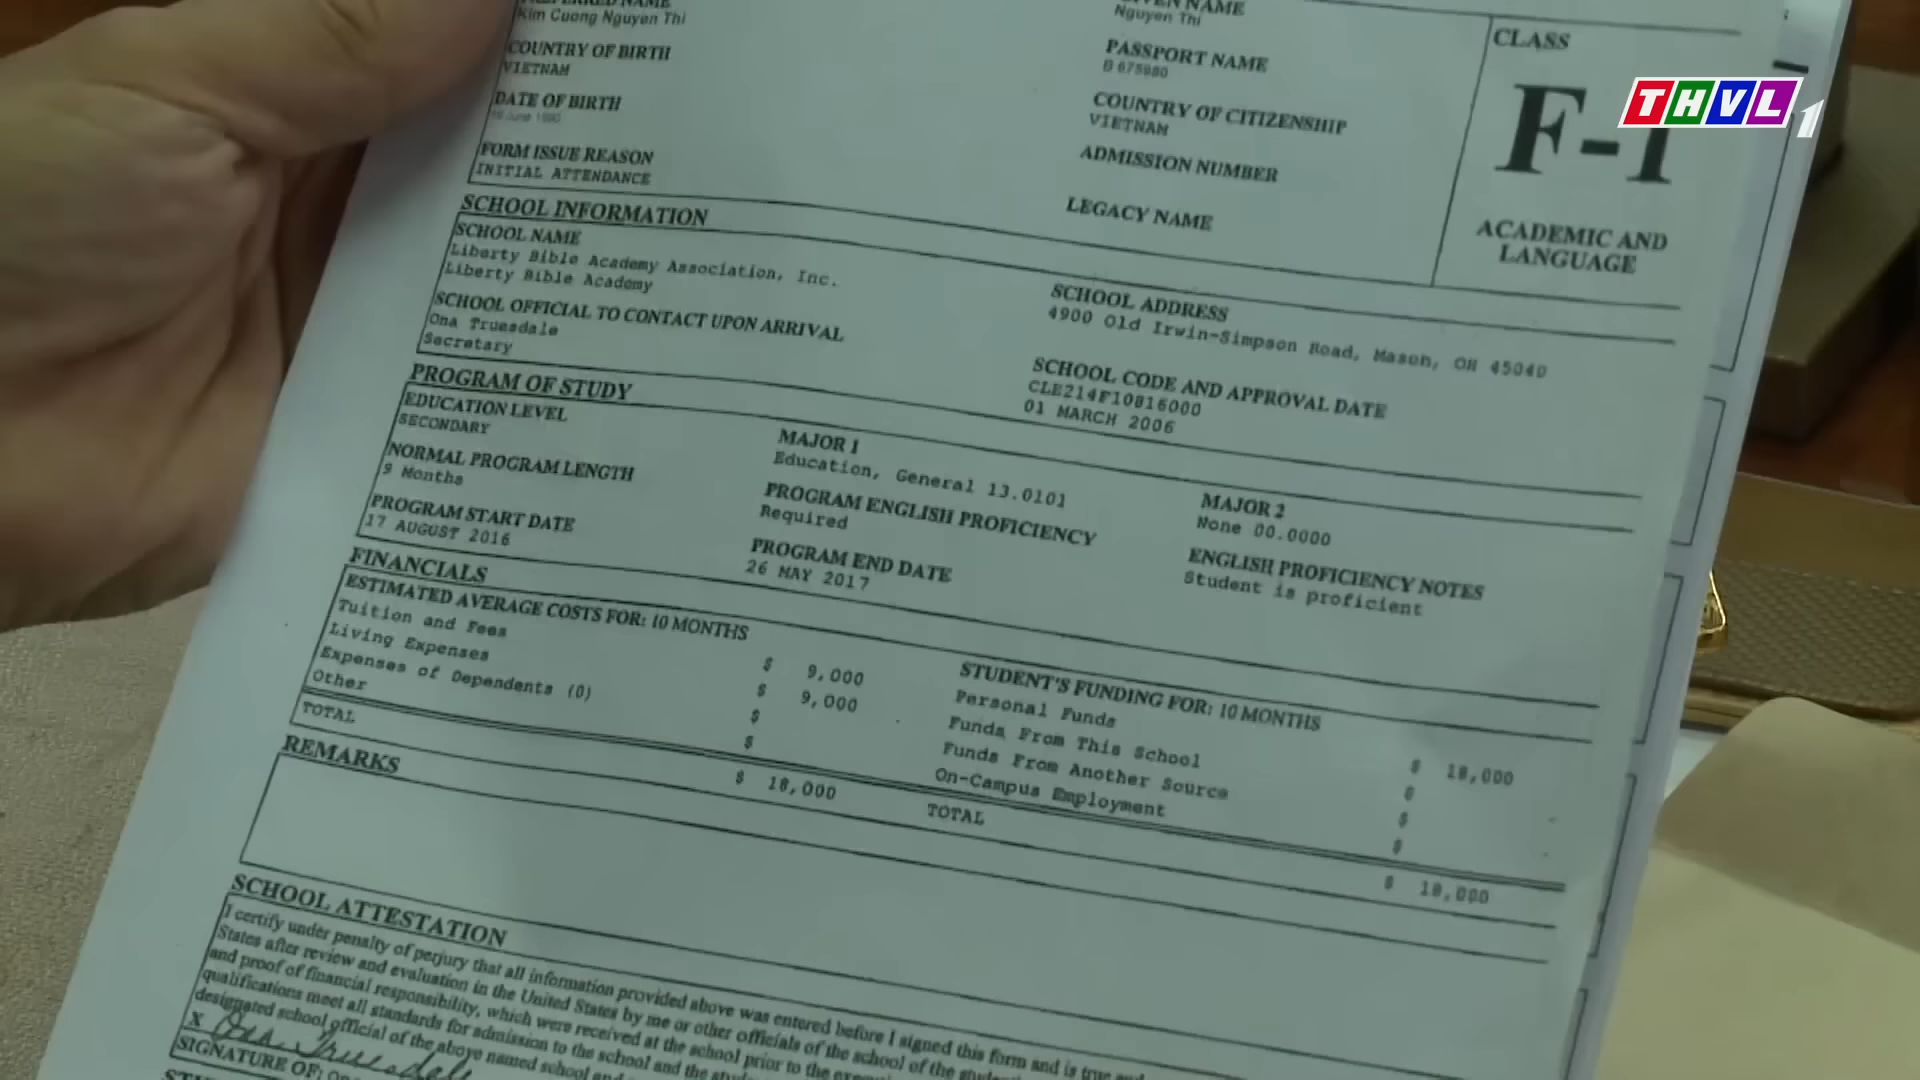 Kim Cuong Nguyen Thi
Nguyen Thi
COUNTRY OF BIRTH
VIETNAM
PASSPORT NAME
B 675980
DATE OF BIRTH
COUNTRY OF CITIZENSHIP
VIETNAM
FORM ISSUE REASON
INITIAL ATTENDANCE
ADMISSION NUMBER
LEGACY NAME
CLASS
F-1
ACADEMIC AND
LANGUAGE
THVL1
SCHOOL INFORMATION
SCHOOL NAME
Liberty Bible Academy Association, Inc.
Liberty Bible Academy
SCHOOL ADDRESS
4900 Old Irwin-Simpson Road, Mason, OH 45040
SCHOOL OFFICIAL TO CONTACT UPON ARRIVAL
Ona Truesdale
Secretary
SCHOOL CODE AND APPROVAL DATE
CLE214F10816000
01 MARCH 2006
PROGRAM OF STUDY
EDUCATION LEVEL
SECONDARY
MAJOR 1
Education, General 13.0101
MAJOR 2
None 00.0000
NORMAL PROGRAM LENGTH
9 Months
PROGRAM ENGLISH PROFICIENCY
Required
ENGLISH PROFICIENCY NOTES
Student is proficient
PROGRAM START DATE
17 AUGUST 2016
PROGRAM END DATE
26 MAY 2017
FINANCIALS
ESTIMATED AVERAGE COSTS FOR: 10 MONTHS
Tuition and Fees $ 9,000
Living Expenses $ 9,000
Expenses of Dependents (0) $
Other $
TOTAL $ 18,000
STUDENT'S FUNDING FOR: 10 MONTHS
Personal Funds $ 18,000
Funds From This School $
Funds From Another Source $
On-Campus Employment $
TOTAL $ 18,000
REMARKS
SCHOOL ATTESTATION
I certify under penalty of perjury that all information provided above was entered before I signed this form and is true and
States after review and evaluation in the United States by me or other officials of the school of the
and proof of financial responsibility, which were received at the school prior to the
qualifications meet all standards for admission to the school and the
designated school official of the above named school and
X Ona Truesdale
SIGNATURE OF: